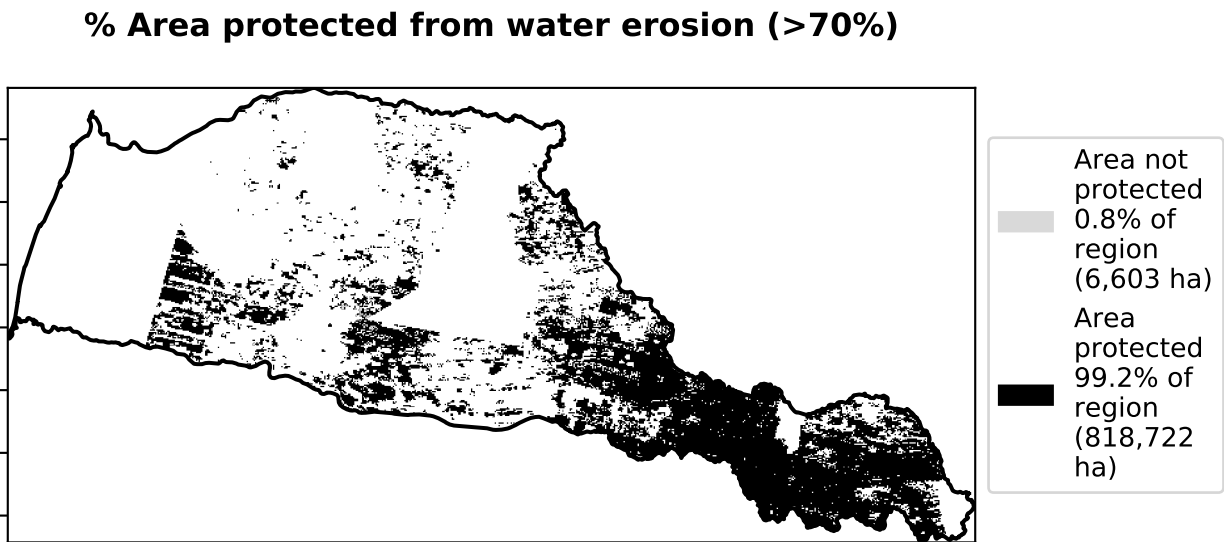 % Area protected from water erosion (>70%)
Area not
protected
0.8% of
region
(6,603 ha)
Area
protected
99.2% of
region
(818,722
ha)